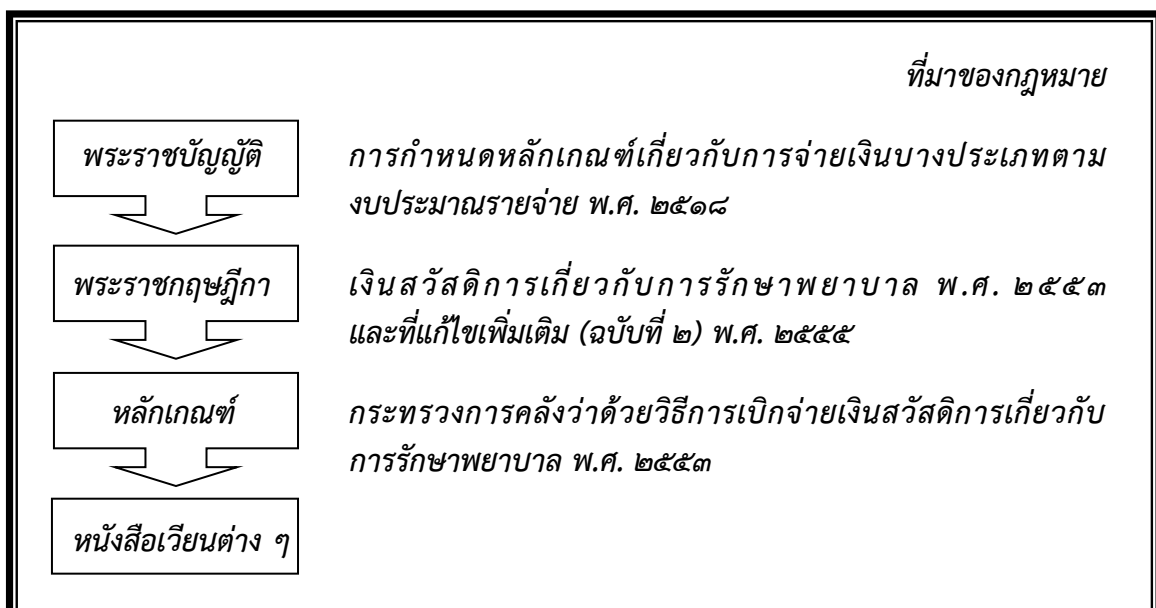 ที่มาของกฎหมาย
พระราชบัญญัติ
การกำหนดหลักเกณฑ์เกี่ยวกับการจ่ายเงินบางประเภทตาม
งบประมาณรายจ่าย พ.ศ. ๒๕๑๘
พระราชกฤษฎีกา
เงินสวัสดิการเกี่ยวกับการรักษาพยาบาล พ.ศ. ๒๕๕๓
และที่แก้ไขเพิ่มเติม (ฉบับที่ ๒) พ.ศ. ๒๕๕๕
หลักเกณฑ์
กระทรวงการคลังว่าด้วยวิธีการเบิกจ่ายเงินสวัสดิการเกี่ยวกับ
การรักษาพยาบาล พ.ศ. ๒๕๕๓
หนังสือเวียนต่าง ๆ